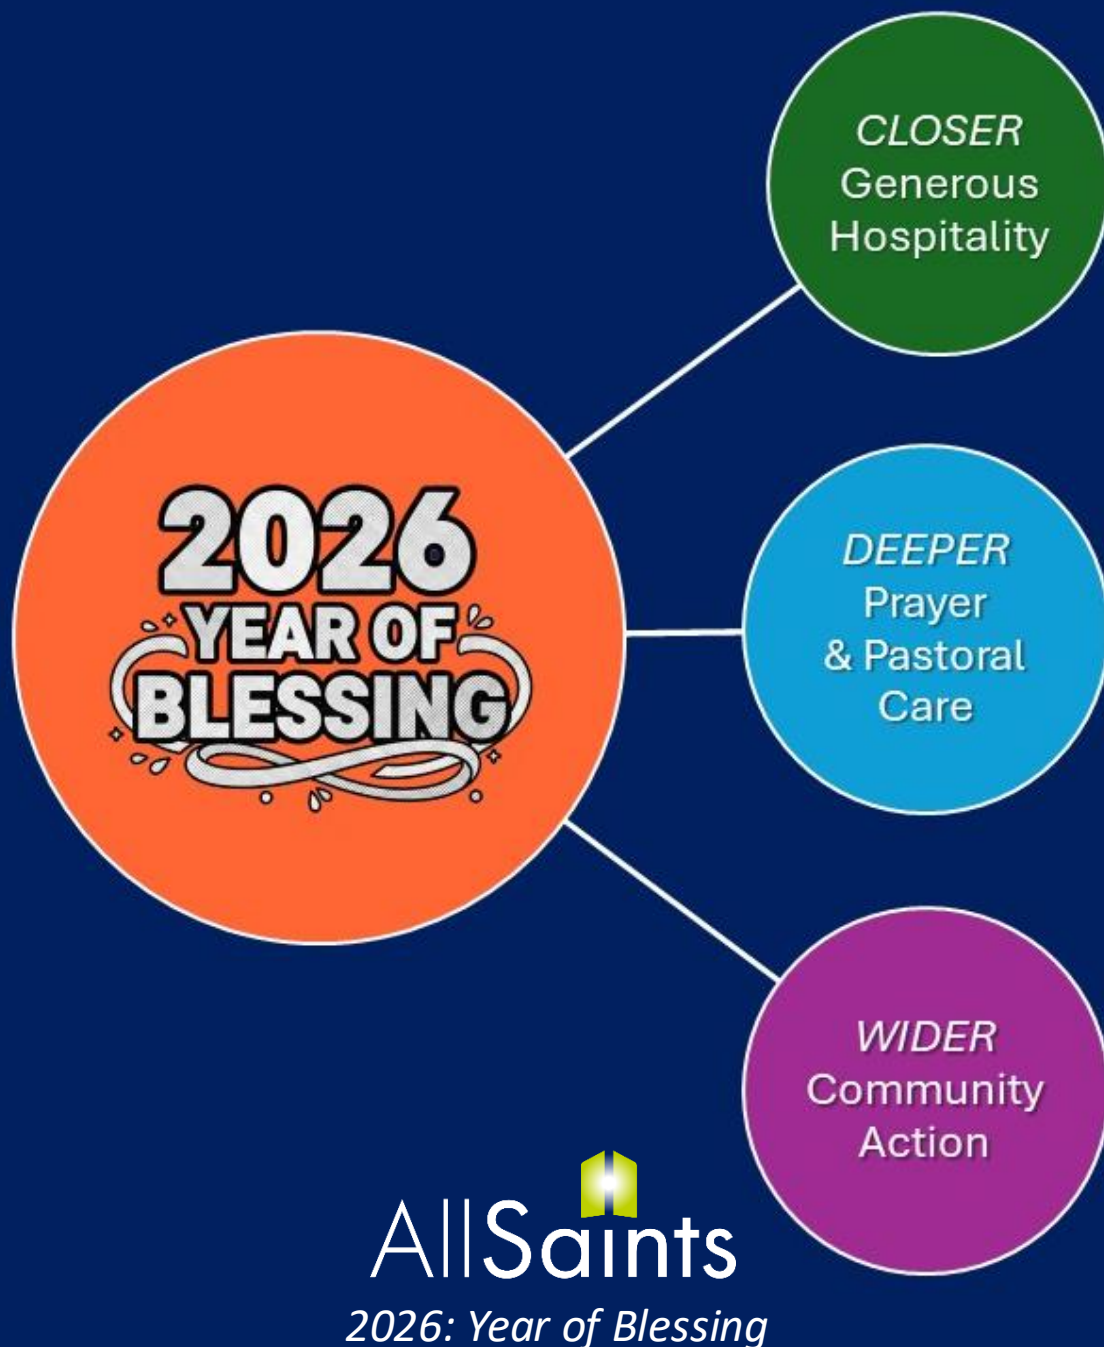 2026
YEAR OF
BLESSING
CLOSER
Generous
Hospitality
DEEPER
Prayer
& Pastoral
Care
WIDER
Community
Action
AllSaints
2026: Year of Blessing